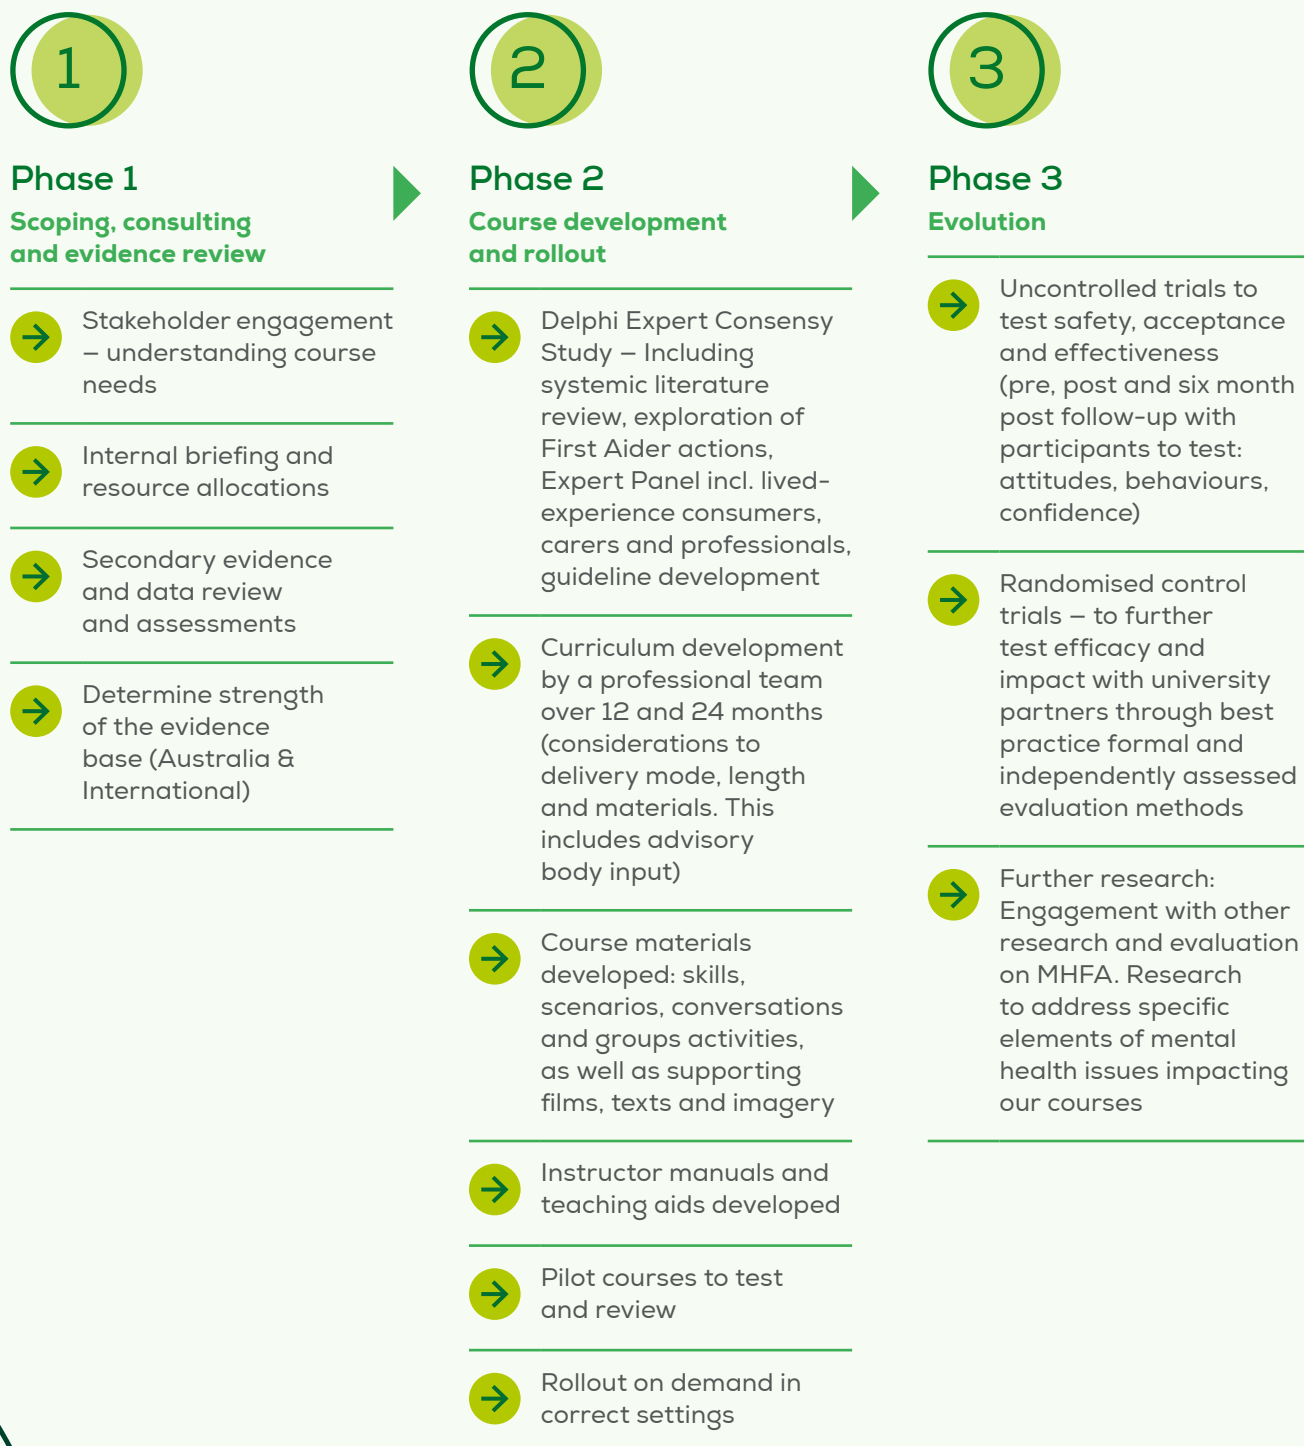 1
Phase 1
Scoping, consulting
and evidence review
Stakeholder engagement
– understanding course
needs
Internal briefing and
resource allocations
Secondary evidence
and data review
and assessments
Determine strength
of the evidence
base (Australia &
International)
2
Phase 2
Course development
and rollout
Delphi Expert Consensy
Study – Including
systemic literature
review, exploration of
First Aider actions,
Expert Panel incl. lived-
experience consumers,
carers and professionals,
guideline development
Curriculum development
by a professional team
over 12 and 24 months
(considerations to
delivery mode, length
and materials. This
includes advisory
body input)
Course materials
developed: skills,
scenarios, conversations
and groups activities,
as well as supporting
films, texts and imagery
Instructor manuals and
teaching aids developed
Pilot courses to test
and review
Rollout on demand in
correct settings
3
Phase 3
Evolution
Uncontrolled trials to
test safety, acceptance
and effectiveness
(pre, post and six month
post follow-up with
participants to test:
attitudes, behaviours,
confidence)
Randomised control
trials – to further
test efficacy and
impact with university
partners through best
practice formal and
independently assessed
evaluation methods
Further research:
Engagement with other
research and evaluation
on MHFA. Research
to address specific
elements of mental
health issues impacting
our courses